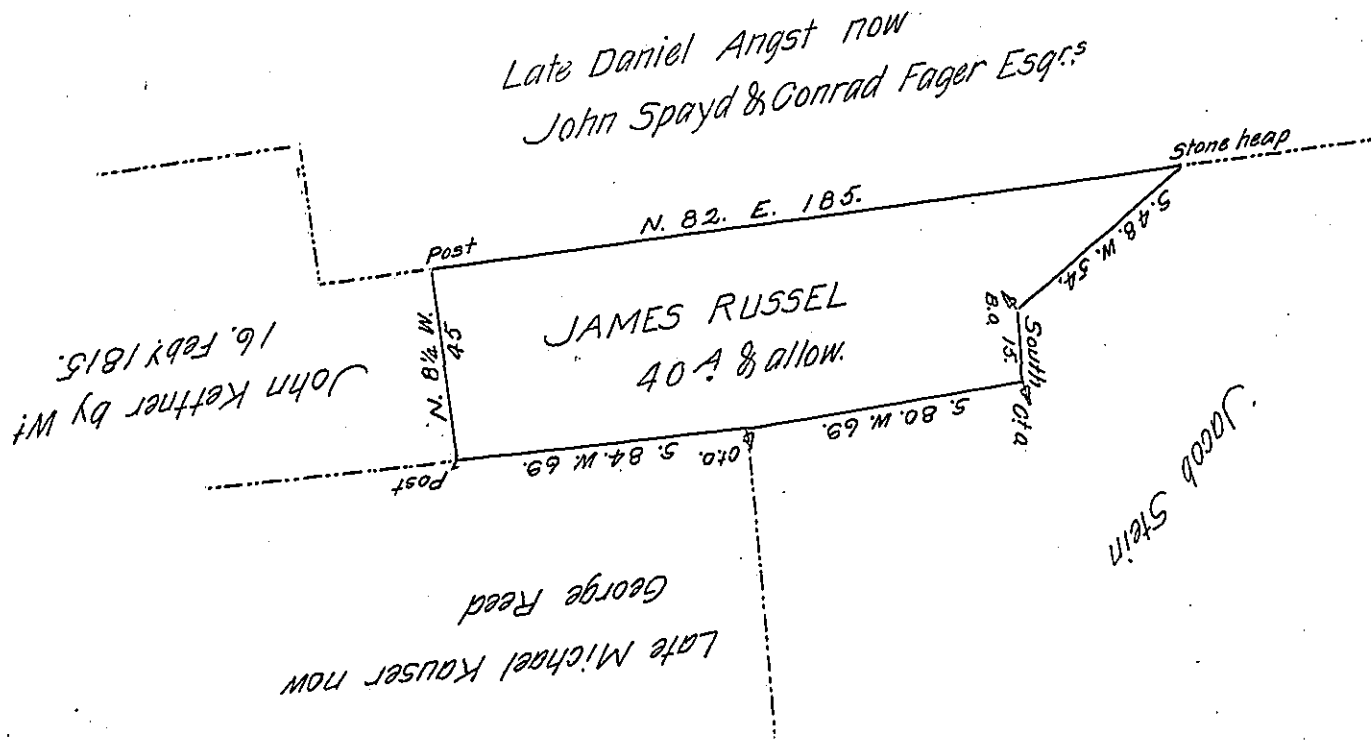 Late Daniel Angst now
John Spayd & Conrad Fager Esqrs
Stone heap
N. 82. E. 185.
Post
S. 48. W. 54.
JAMES RUSSEL
40 A. & allow.
N. 8½ W.
45
B.O.
South
15
Cto
S. 80. W. 69.
Cto.
S. 84. W. 69.
Post
John Kettner by Wt
16. Feby. 1815.
Jacob Stein
Late Michael Kauser now
George Reed